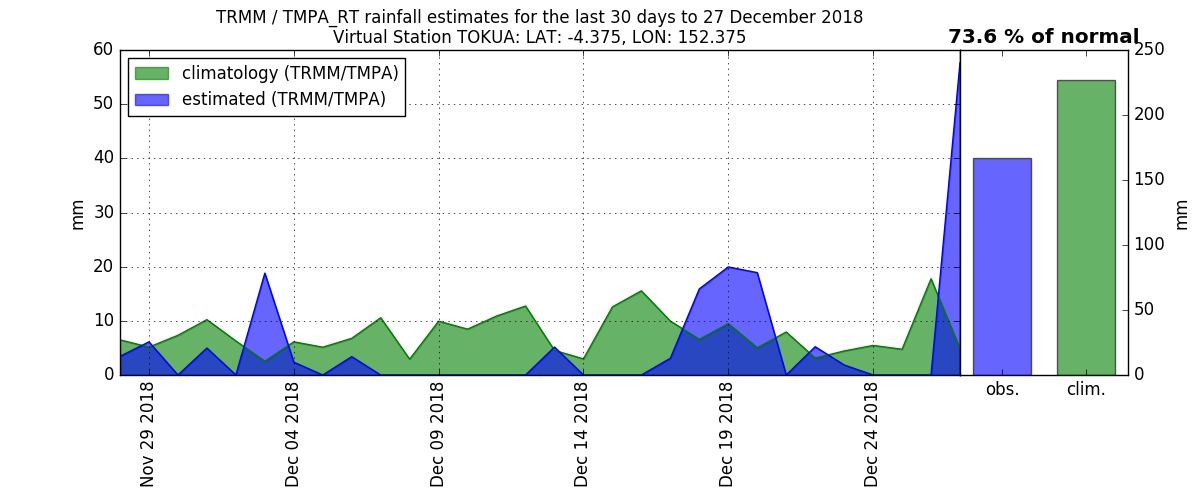 TRMM / TMPA_RT rainfall estimates for the last 30 days to 27 December 2018
Virtual Station TOKUA: LAT: -4.375, LON: 152.375
73.6 % of normal
climatology (TRMM/TMPA)
estimated (TRMM/TMPA)
60
50
40
30
20
10
0
mm
Nov 29 2018
Dec 04 2018
Dec 09 2018
Dec 14 2018
Dec 19 2018
Dec 24 2018
obs.
clim.
250
200
150
100
50
0
mm